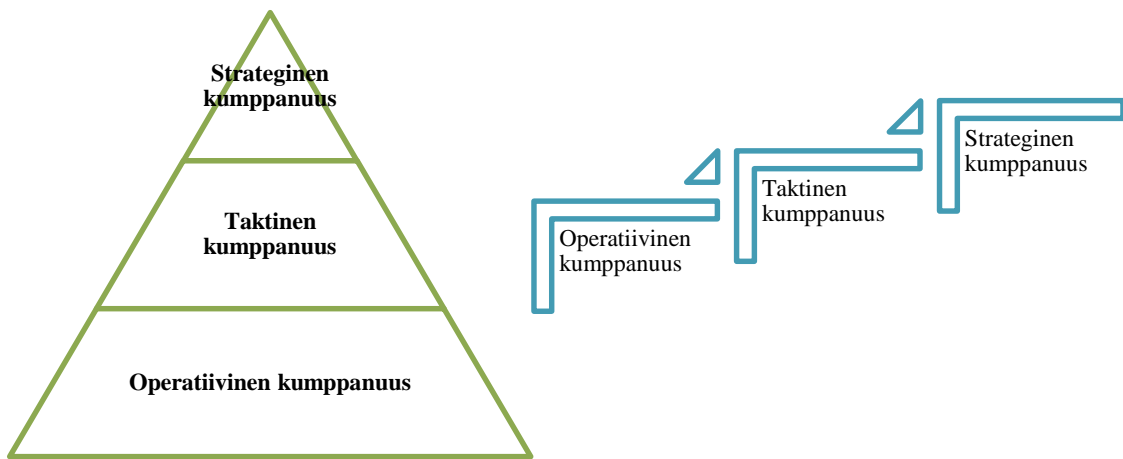 Strateginen
kumppanuus
Taktinen
kumppanuus
Operatiivinen kumppanuus
Operatiivinen
kumppanuus
Taktinen
kumppanuus
Strateginen
kumppanuus